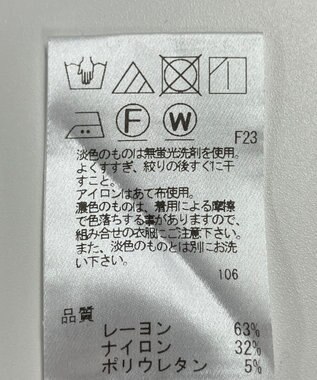 F W
F23
淡色のものは無蛍光洗剤を使用。
よくすすぎ、絞りの後すぐに干
すこと。
アイロンはあて布使用。
濃色のものは、着用による摩擦
で色落ちする事がありますので、
組み合せの衣服にご注意下さい。
また、淡色のものとは別にお洗
い下さい。
106
品質
レーヨン 63%
ナイロン 32%
ポリウレタン 5%